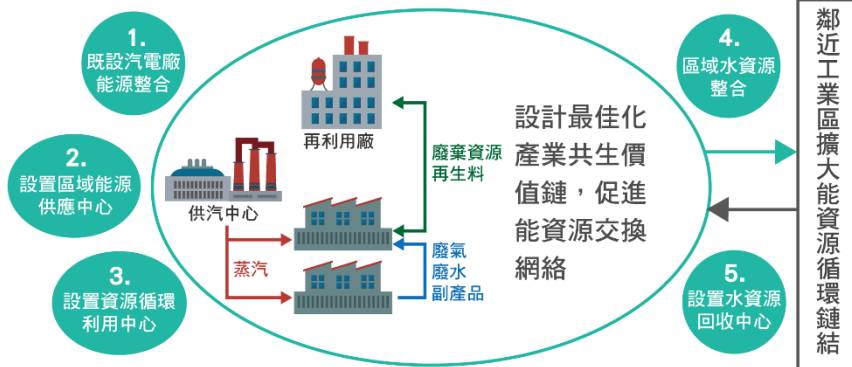 1.
既設汽電廠
能源整合
2.
設置區域能源
供應中心
3.
設置資源循環
利用中心
再利用廠
供汽中心
蒸汽
廢棄資源
再生料
廢氣
廢水
副產品
設計最佳化
產業共生價
值鏈，促進
能資源交換
網絡
4.
區域水資源
整合
5.
設置水資源
回收中心
鄰近工業區擴大能資源循環鏈結